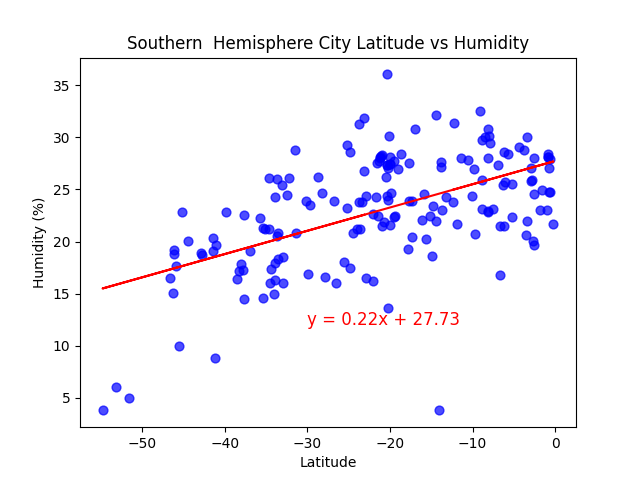 Southern  Hemisphere City Latitude vs Humidity
35
30
25
20
15
10
5
Humidity (%)
y = 0.22x + 27.73
−50 −40 −30 −20 −10 0
Latitude